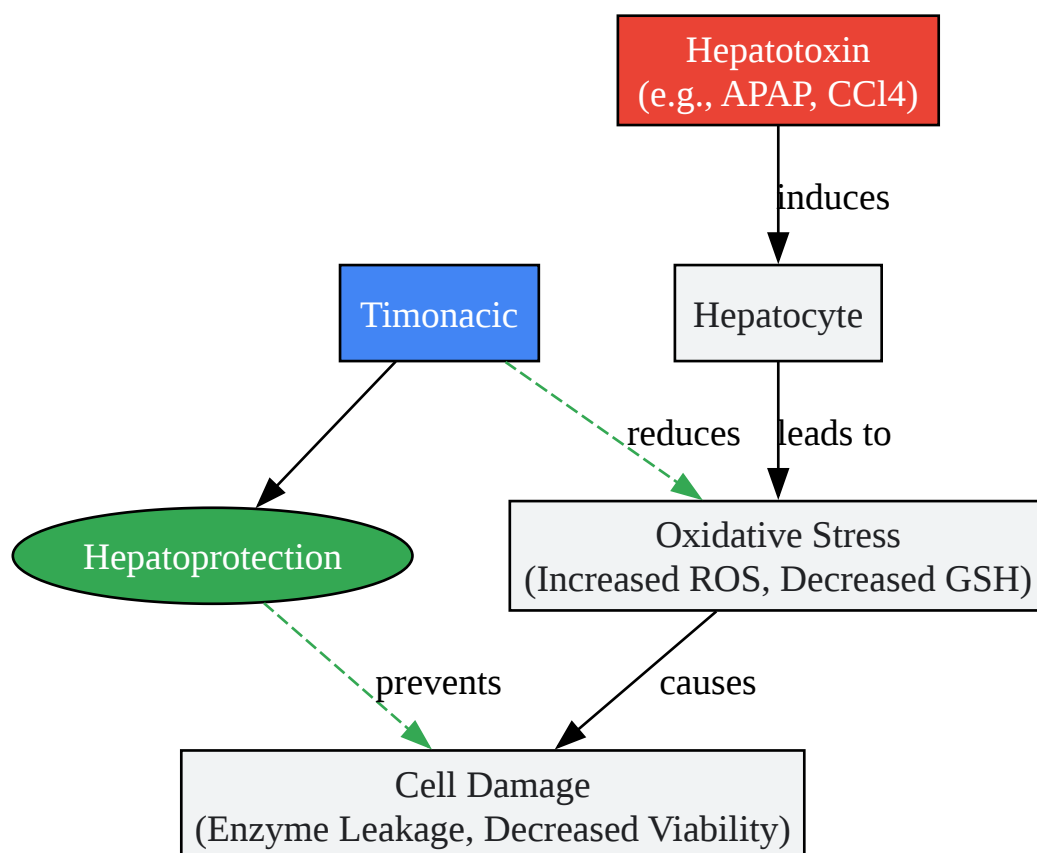 Hepatotoxin
(e.g., APAP, CCl4)
induces
Timonacic
Hepatocyte
reduces
leads to
Hepatoprotection
Oxidative Stress
(Increased ROS, Decreased GSH)
prevents
causes
Cell Damage
(Enzyme Leakage, Decreased Viability)